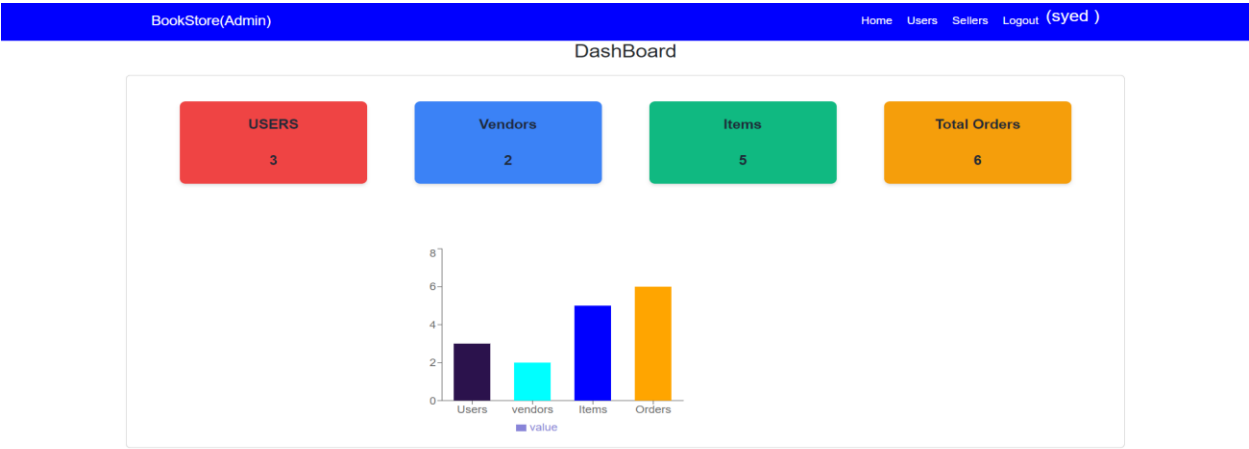 BookStore(Admin) Home Users Sellers Logout (syed )
DashBoard
USERS Vendors Items Total Orders
3 2 5 6
8
6
4
2
0
Users vendors Items Orders
value